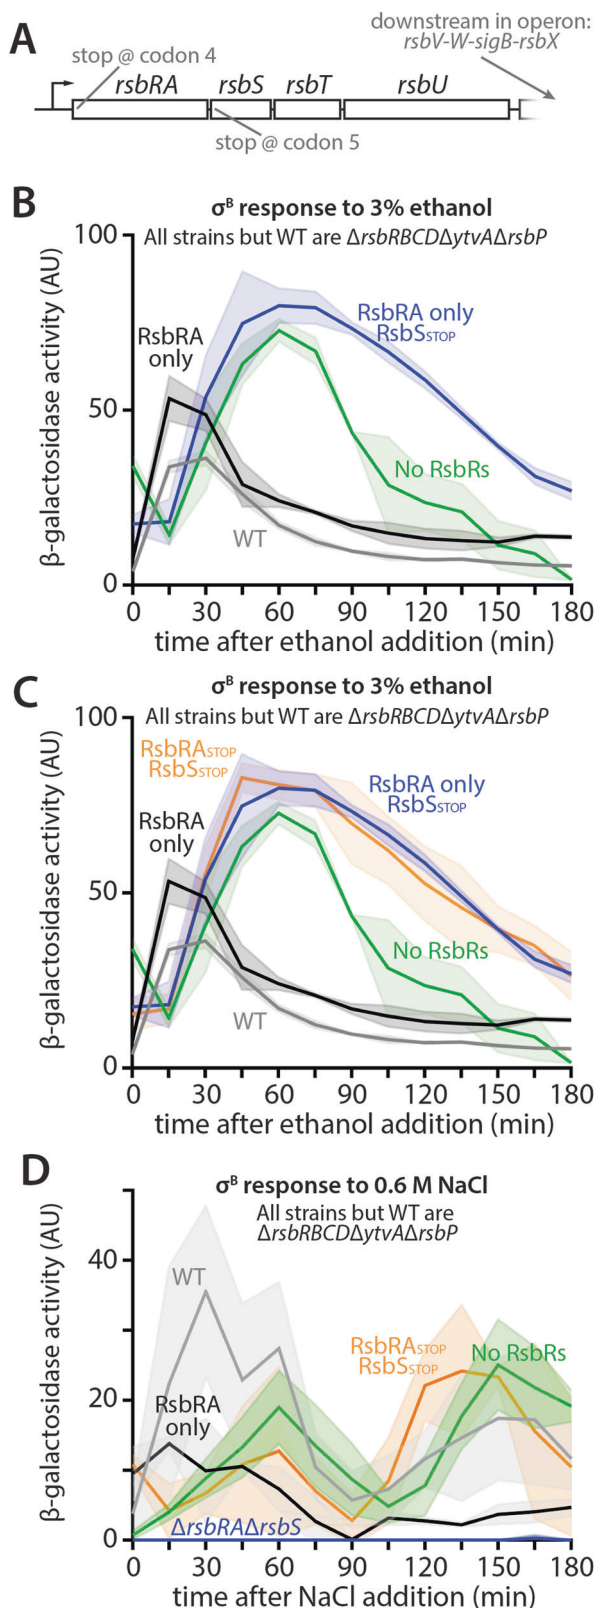 A
downstream in operon:
rsbV-W-sigB-rsbX
stop @ codon 4
rsbRA
rsbS
rsbT
rsbU
stop @ codon 5
B
σᴮ response to 3% ethanol
All strains but WT are ΔrsbRBCDΔytvAΔrsbP
β-galactosidase activity (AU)
100
50
0
RsbRA
only
RsbRA only
RsbSSTOP
No RsbRs
WT
0 30 60 90 120 150 180
time after ethanol addition (min)
C
σᴮ response to 3% ethanol
All strains but WT are ΔrsbRBCDΔytvAΔrsbP
β-galactosidase activity (AU)
100
50
0
RsbRASTOP
RsbSSTOP
RsbRA
only
RsbRA only
RsbSSTOP
No RsbRs
WT
0 30 60 90 120 150 180
time after ethanol addition (min)
D
σᴮ response to 0.6 M NaCl
All strains but WT are
ΔrsbRBCDΔytvAΔrsbP
β-galactosidase activity (AU)
40
20
0
WT
RsbRA
only
RsbRASTOP
RsbSSTOP
No RsbRs
ΔrsbRAΔrsbS
0 30 60 90 120 150 180
time after NaCl addition (min)